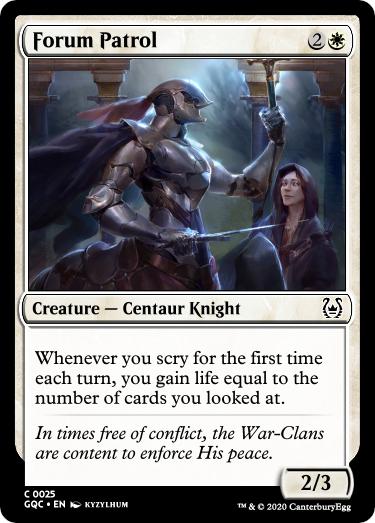 Forum Patrol 2
Creature — Centaur Knight
Whenever you scry for the first time
each turn, you gain life equal to the
number of cards you looked at.
In times free of conflict, the War-Clans
are content to enforce His peace.
2/3
C 0025
GQC • EN KYZYLHUM
™ & © 2020 CanterburyEgg